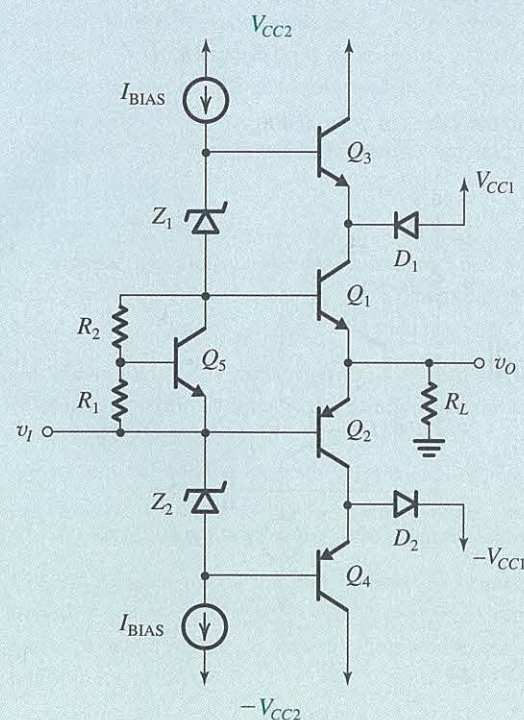 V_CC2
I_BIAS
Q_3
V_CC1
Z_1
D_1
Q_1
R_2
Q_5
v_O
R_1
R_L
v_I
Q_2
Z_2
D_2
-V_CC1
Q_4
I_BIAS
-V_CC2